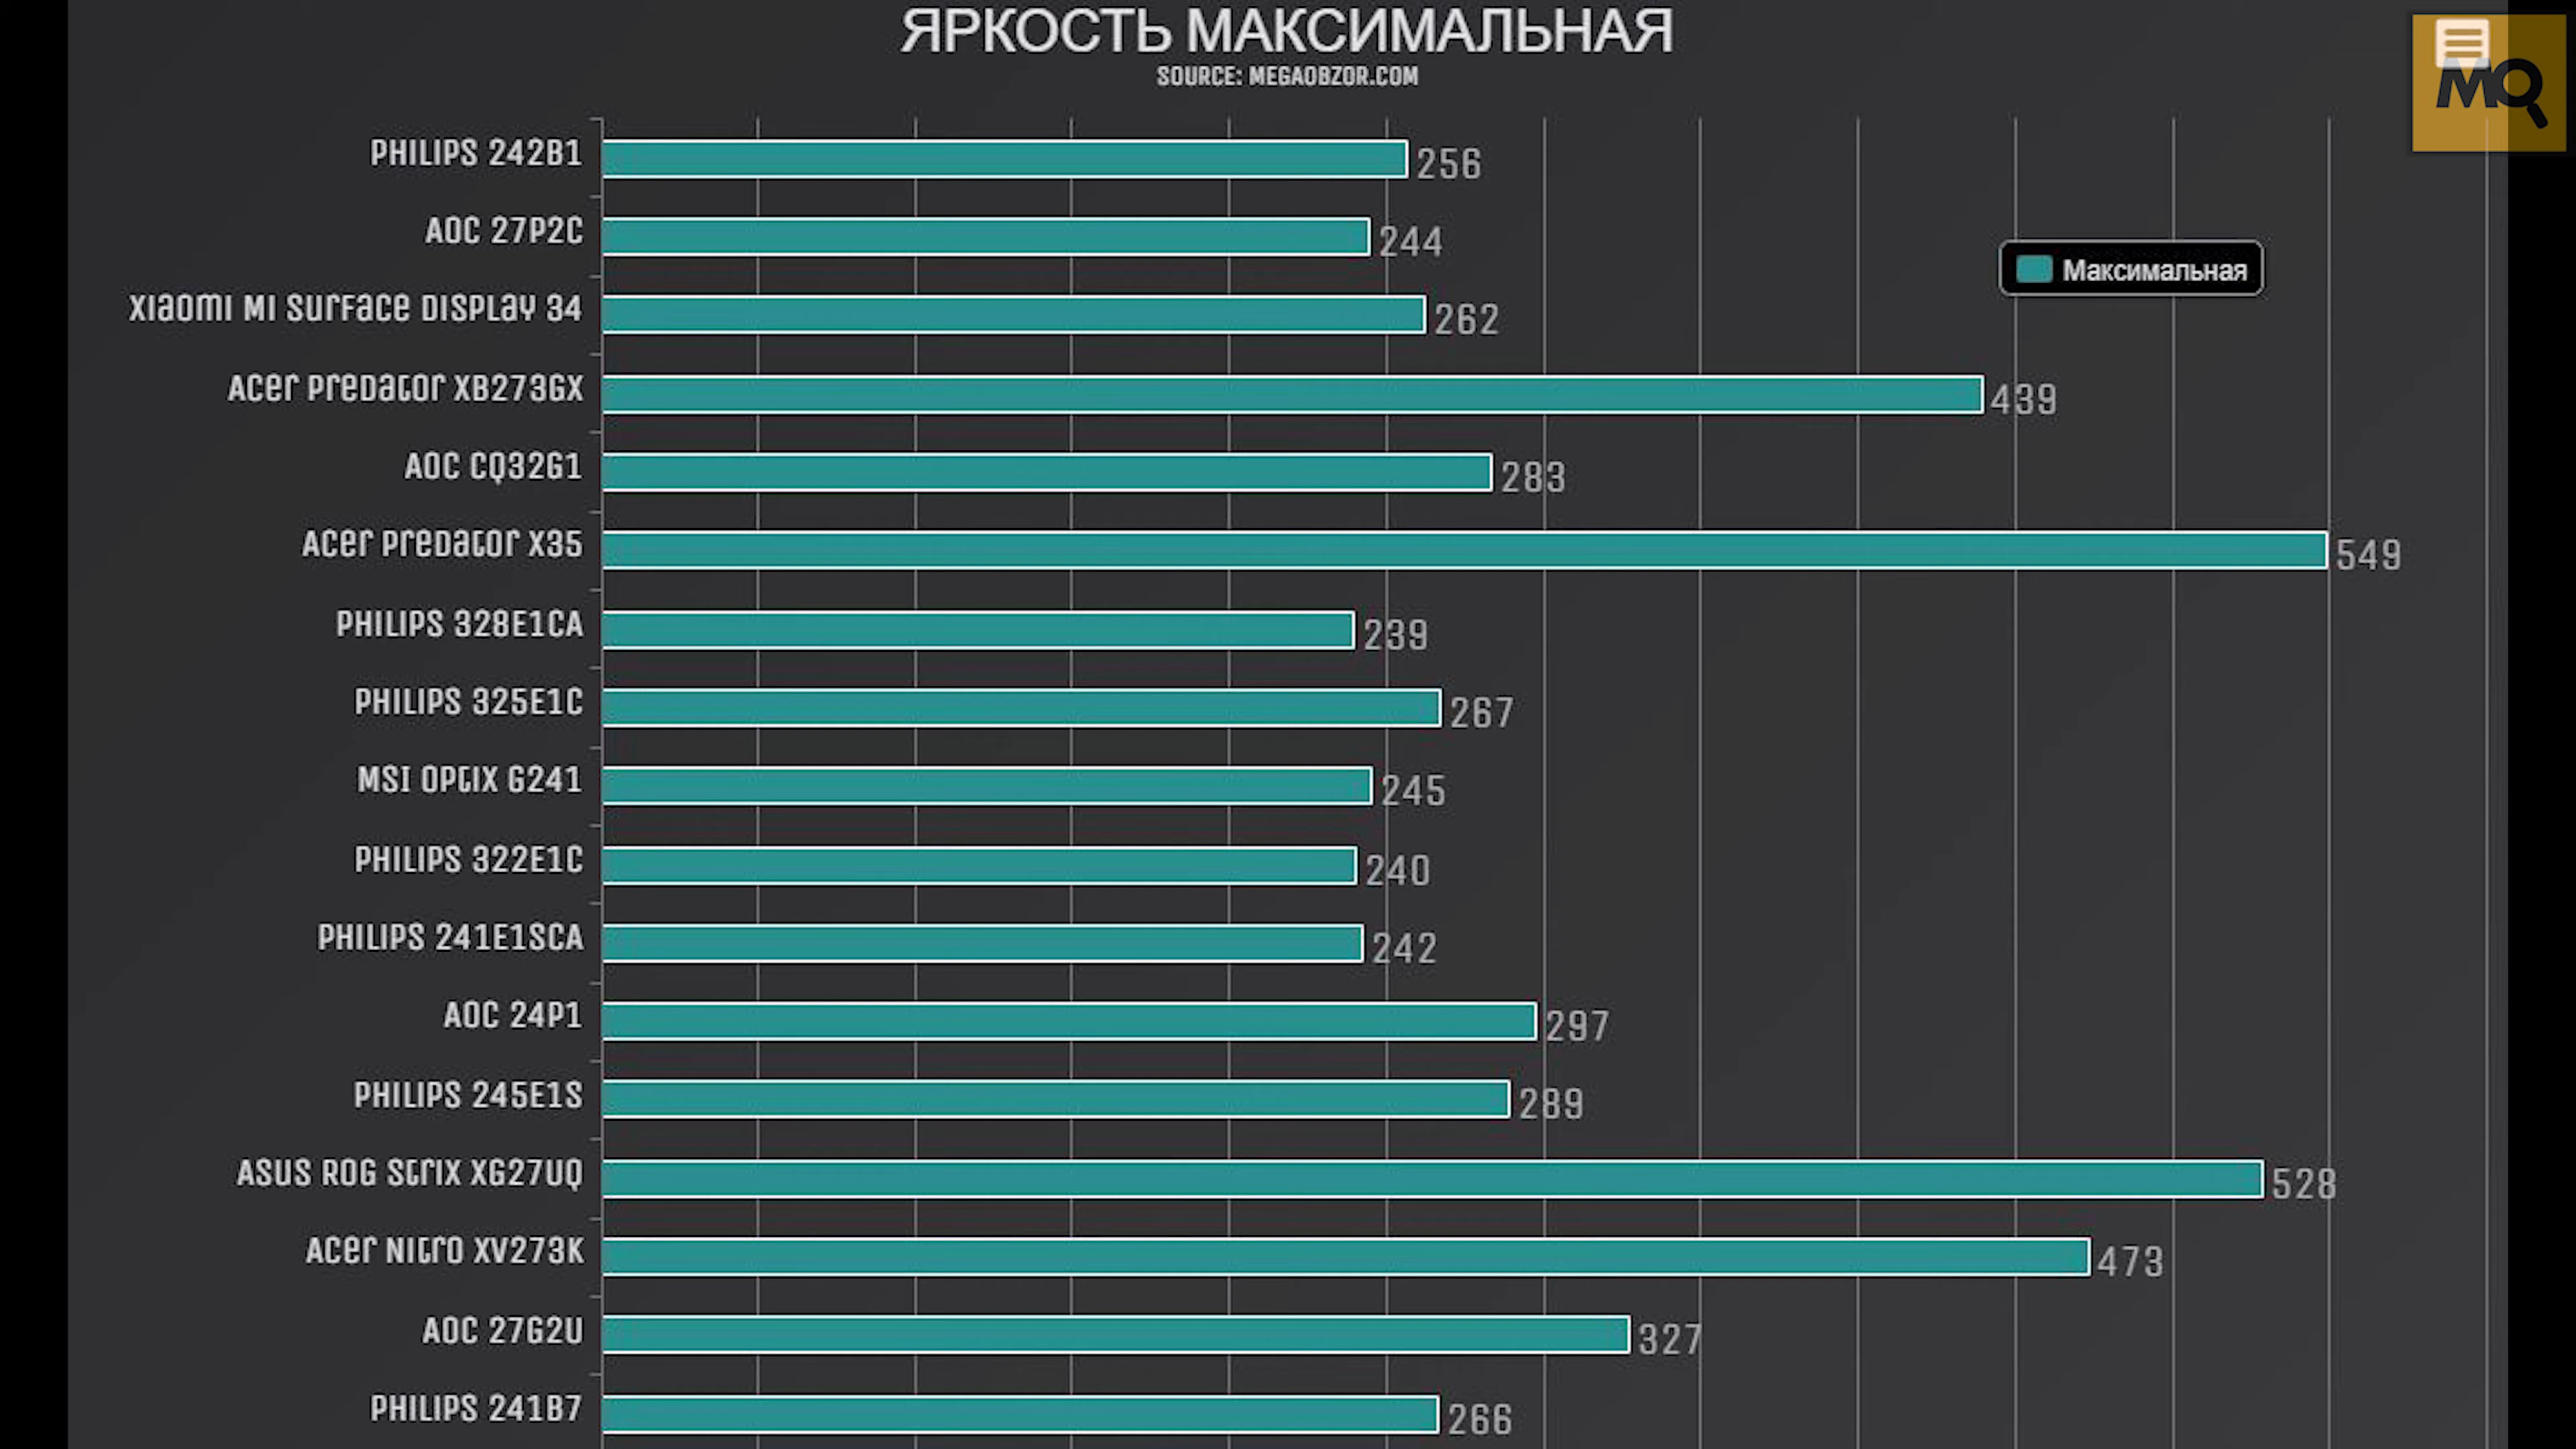 ЯРКОСТЬ МАКСИМАЛЬНАЯ
SOURCE: MEGAOBZOR.COM
MQ
PHILIPS 242B1 256
AOC 27P2C 244
Максимальная
Xiaomi Mi Surface Display 34 262
Acer Predator XB273GX 439
AOC CQ32G1 283
Acer Predator X35 549
PHILIPS 328E1CA 239
PHILIPS 325E1C 267
MSI Optix G241 245
PHILIPS 322E1C 240
PHILIPS 241E1SCA 242
AOC 24P1 297
PHILIPS 245E1S 289
ASUS ROG Strix XG27UQ 528
Acer Nitro XV273K 473
AOC 27G2U 327
PHILIPS 241B7 266